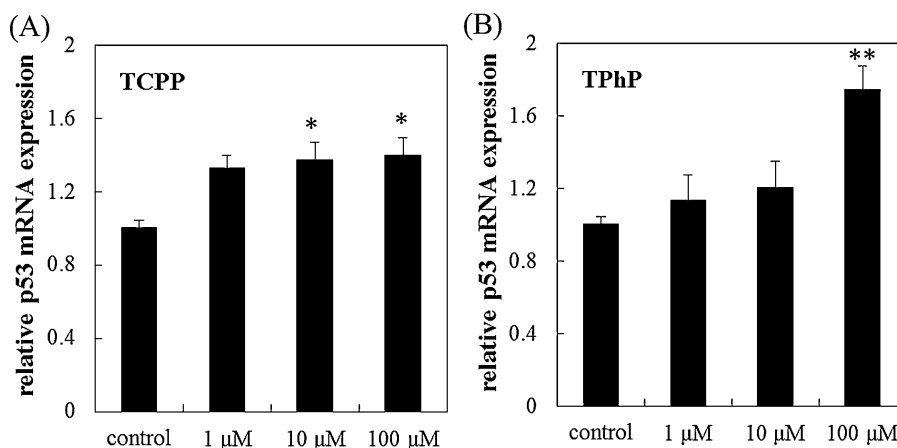 (A)
relative p53 mRNA expression
2
1.6
1.2
0.8
0.4
0
TCPP
*
*
control
1 μM
10 μM
100 μM
(B)
relative p53 mRNA expression
2
1.6
1.2
0.8
0.4
0
TPhP
**
control
1 μM
10 μM
100 μM